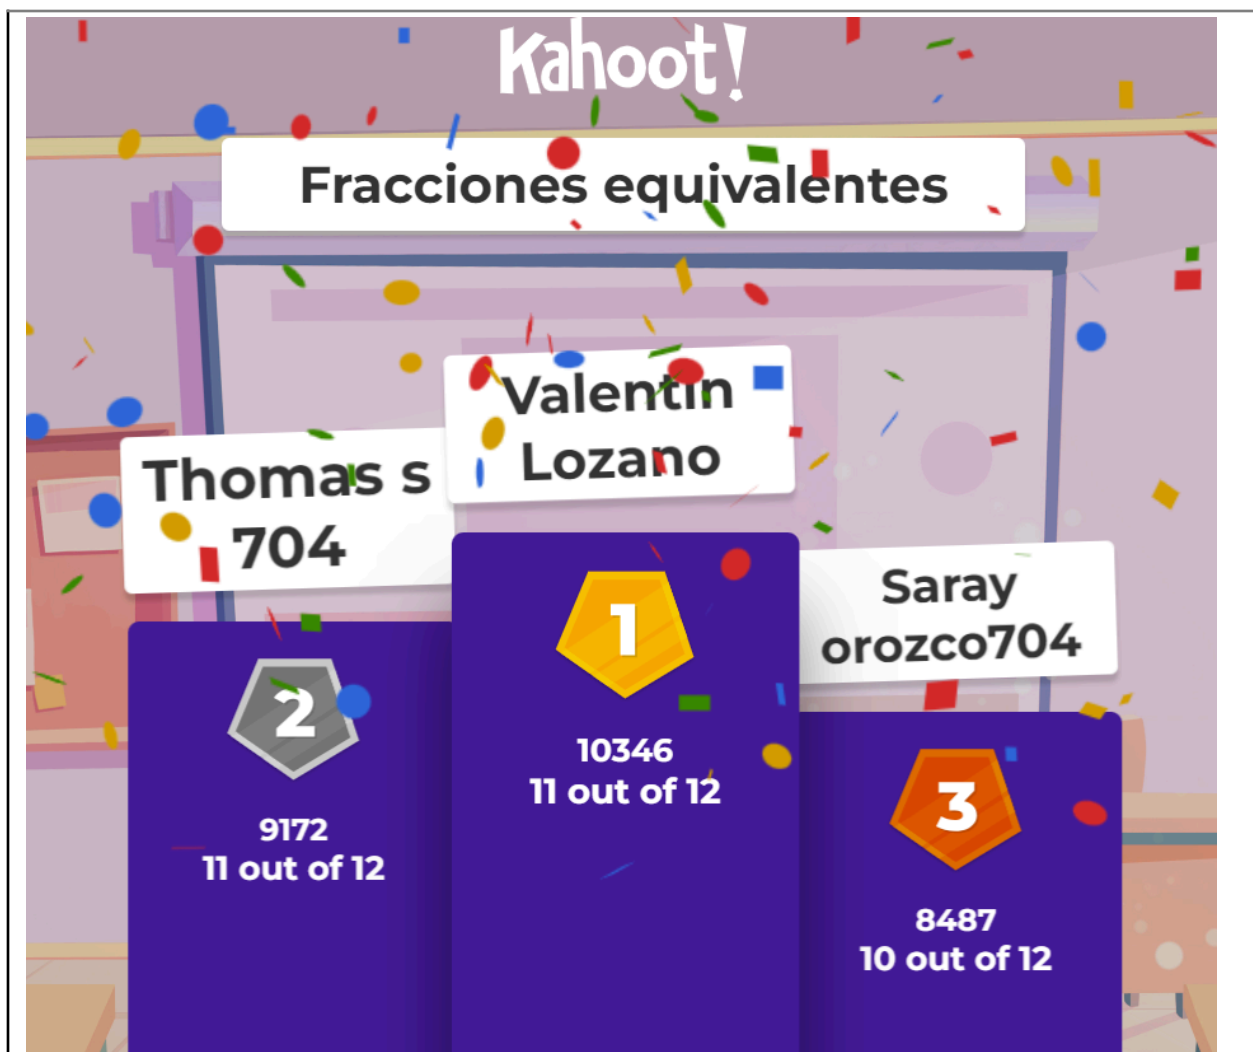 Kahoot!
Fracciones equivalentes
Valentin
Lozano
Thomas s
704
Saray
orozco704
1
10346
11 out of 12
2
9172
11 out of 12
3
8487
10 out of 12